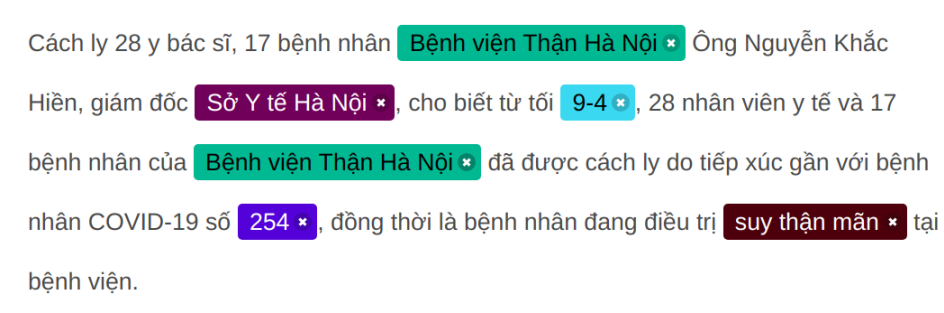 Cách ly 28 y bác sĩ, 17 bệnh nhân Bệnh viện Thận Hà Nội Ông Nguyễn Khắc
Hiền, giám đốc Sở Y tế Hà Nội, cho biết từ tối 9-4, 28 nhân viên y tế và 17
bệnh nhân của Bệnh viện Thận Hà Nội đã được cách ly do tiếp xúc gần với bệnh
nhân COVID-19 số 254, đồng thời là bệnh nhân đang điều trị suy thận mãn tại
bệnh viện.